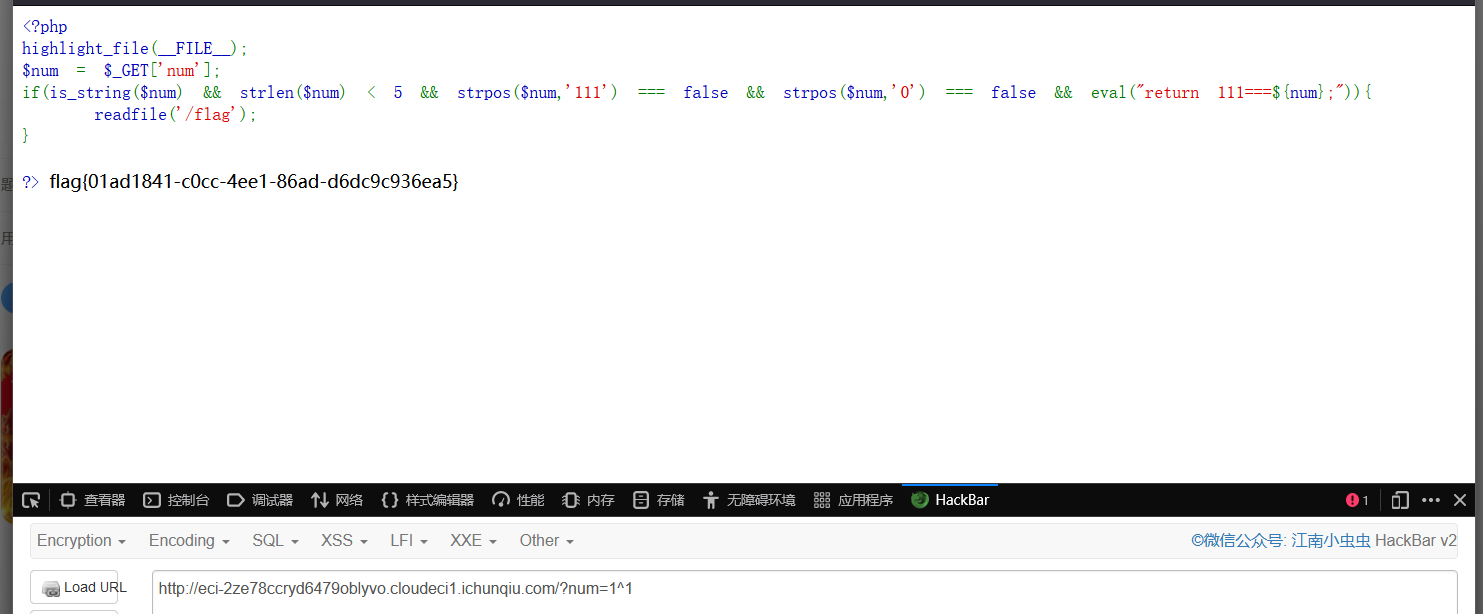 <?php
highlight_file(__FILE__);
$num = $_GET['num'];
if(is_string($num) && strlen($num) < 5 && strpos($num,'111') === false && strpos($num,'0') === false && eval("return 111===${num};")){
readfile('/flag');
}
?> flag{01ad1841-c0cc-4ee1-86ad-d6dc9c936ea5}
查看器 控制台 调试器 网络 {} 样式编辑器 性能 内存 存储 无障碍环境 应用程序 HackBar 1
Encryption Encoding SQL XSS LFI XXE Other ©微信公众号: 江南小虫虫 HackBar v2
Load URL http://eci-2ze78ccryd6479oblyvo.cloudeci1.ichunqiu.com/?num=1^1